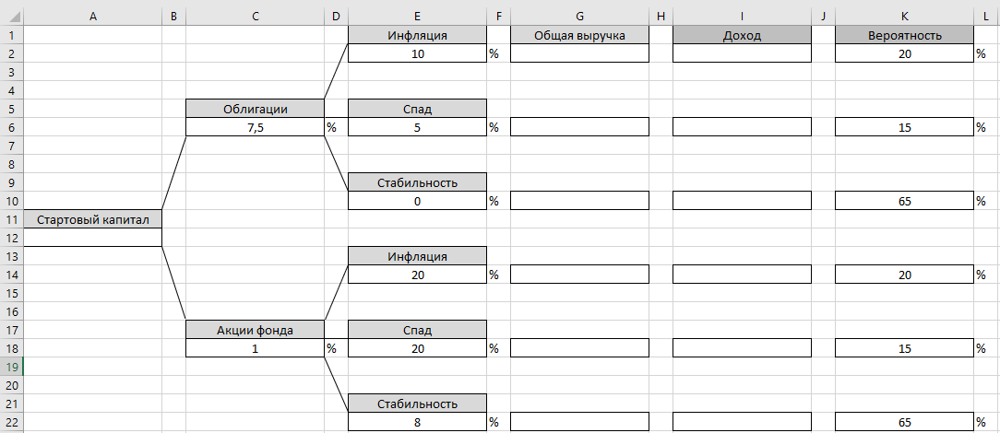 A B C D E F G H I J K L
1 Инфляция Общая выручка Доход Вероятность
2 10 % 20 %
3
4
5 Облигации Спад
6 7,5 % 5 % 15 %
7
8
9 Стабильность
10 0 % 65 %
11 Стартовый капитал
12
13 Инфляция
14 20 % 20 %
15
16
17 Акции фонда Спад
18 1 % 20 % 15 %
19
20
21 Стабильность
22 8 % 65 %